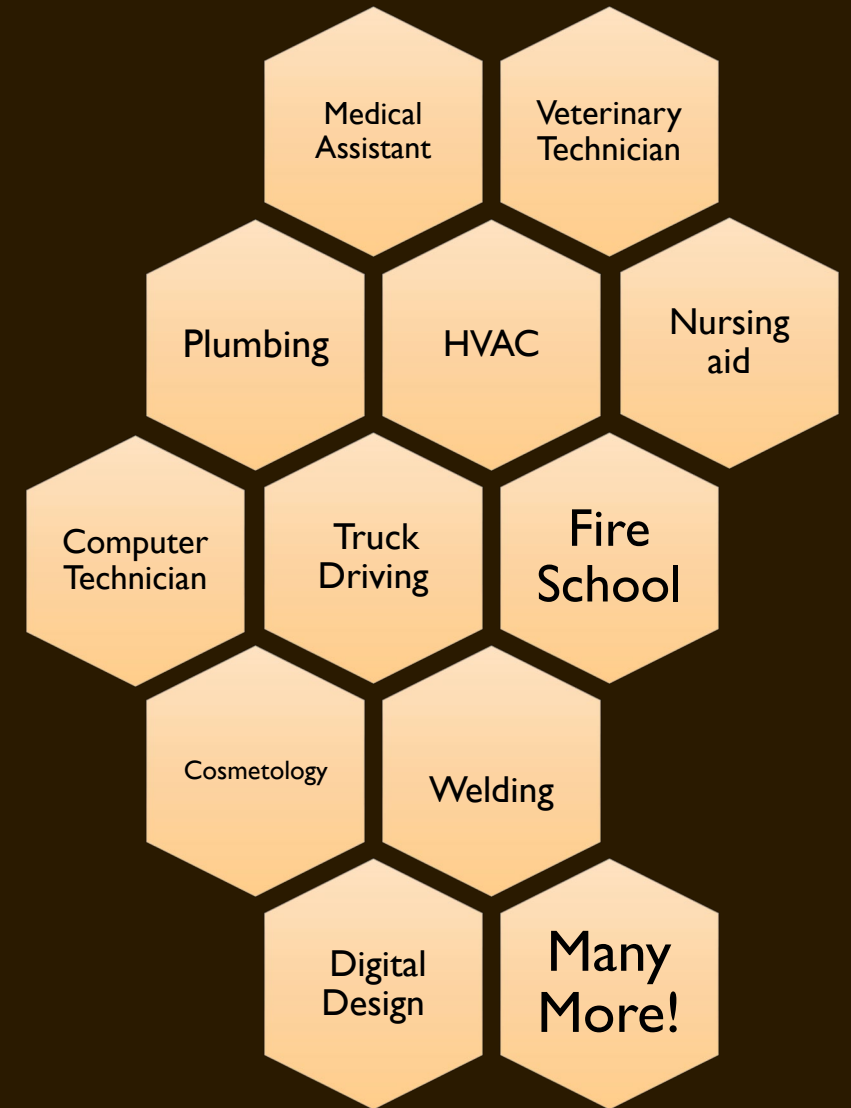 Medical
Assistant
Veterinary
Technician
Plumbing
HVAC
Nursing
aid
Computer
Technician
Truck
Driving
Fire
School
Cosmetology
Welding
Digital
Design
Many
More!